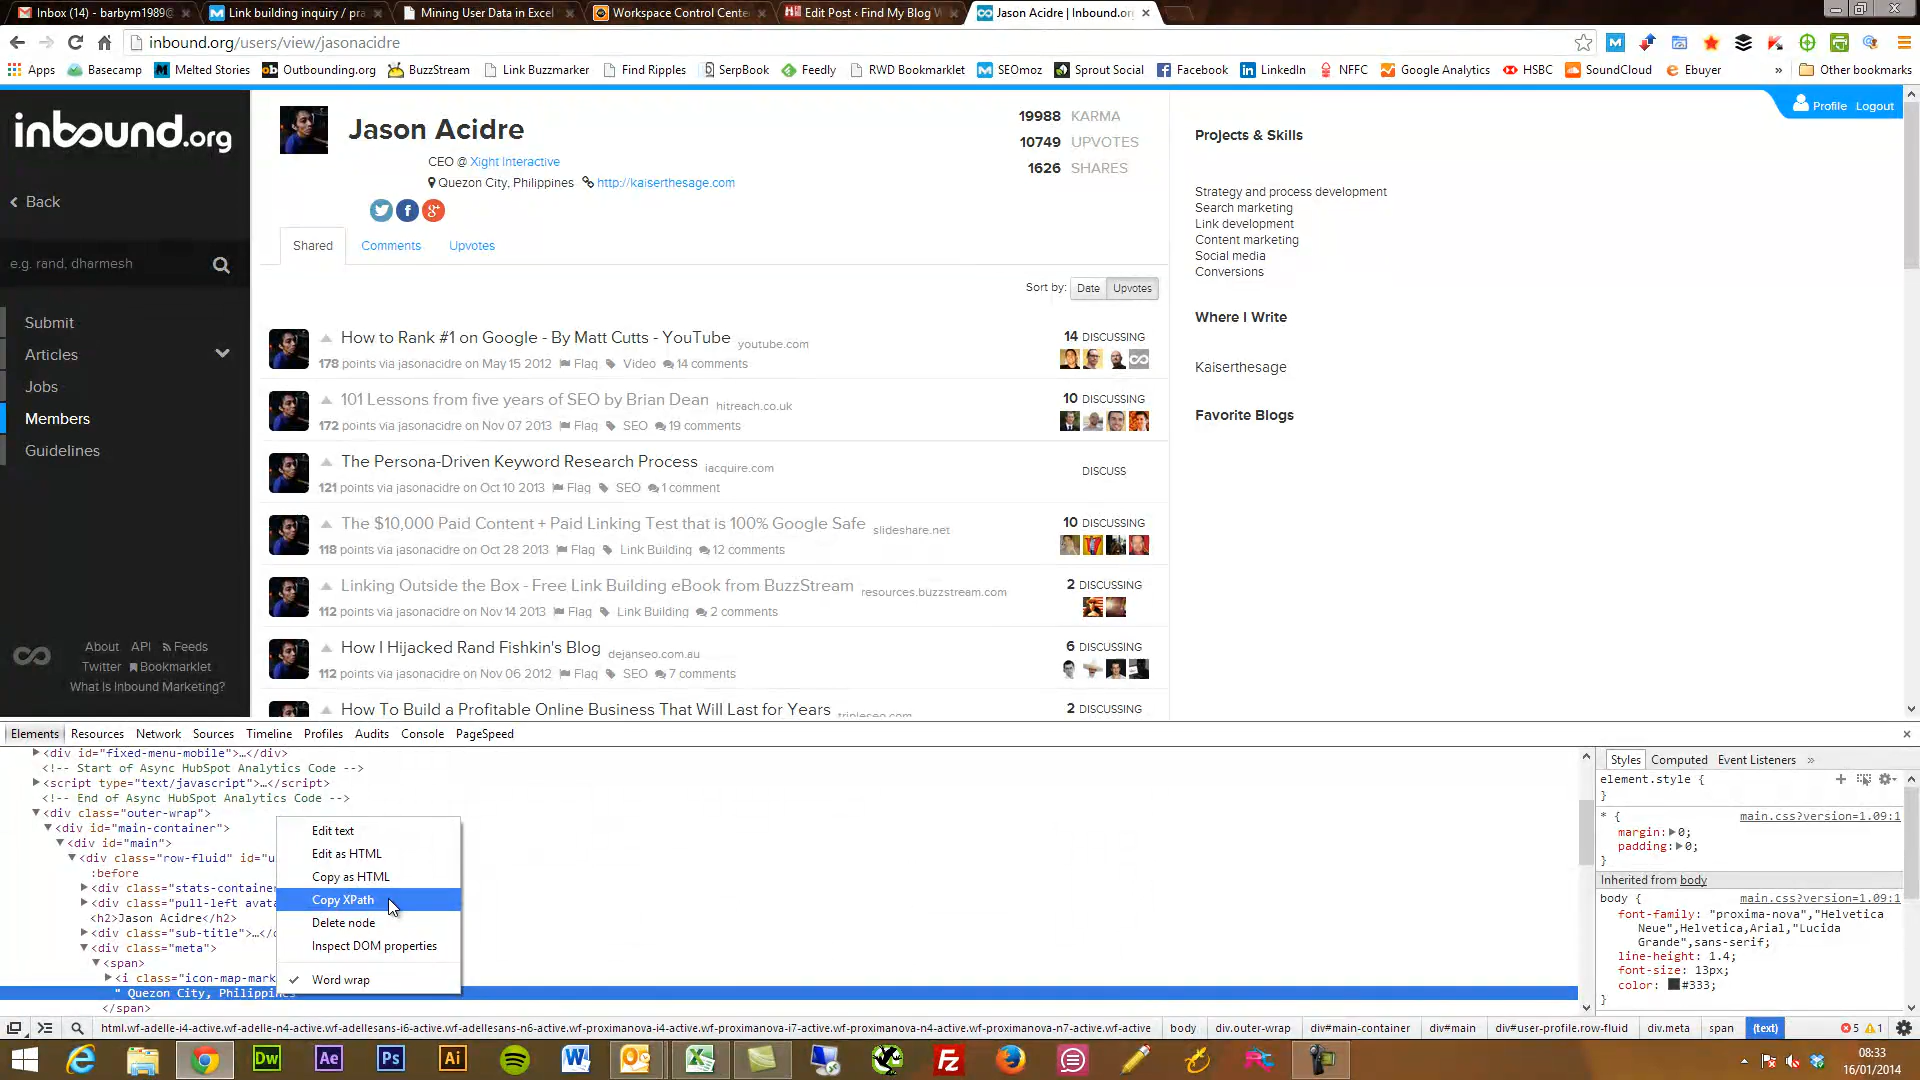 Inbox (14) - barbym1989@
Link building inquiry / pra
Mining User Data in Excel
Workspace Control Cente
Edit Post ‹ Find My Blog W
Jason Acidre | Inbound.org
inbound.org/users/view/jasonacidre
Apps Basecamp Melted Stories Outbounding.org BuzzStream Link Buzzmarker Find Ripples SerpBook Feedly RWD Bookmarklet SEOmoz Sprout Social Facebook LinkedIn NFFC Google Analytics HSBC SoundCloud Ebuyer » Other bookmarks
inbound.org
Back
e.g. rand, dharmesh
Submit
Articles
Jobs
Members
Guidelines
About API Feeds
Twitter Bookmarklet
What Is Inbound Marketing?
Jason Acidre
CEO @ Xight Interactive
Quezon City, Philippines http://kaiserthesage.com
19988 KARMA
10749 UPVOTES
1626 SHARES
Shared Comments Upvotes
Sort by: Date Upvotes
How to Rank #1 on Google - By Matt Cutts - YouTube youtube.com
178 points via jasonacidre on May 15 2012 Flag Video 14 comments
14 DISCUSSING
101 Lessons from five years of SEO by Brian Dean hitreach.co.uk
172 points via jasonacidre on Nov 07 2013 Flag SEO 19 comments
10 DISCUSSING
The Persona-Driven Keyword Research Process iacquire.com
121 points via jasonacidre on Oct 10 2013 Flag SEO 1 comment
DISCUSS
The $10,000 Paid Content + Paid Linking Test that is 100% Google Safe slideshare.net
118 points via jasonacidre on Oct 28 2013 Flag Link Building 12 comments
10 DISCUSSING
Linking Outside the Box - Free Link Building eBook from BuzzStream resources.buzzstream.com
112 points via jasonacidre on Nov 14 2013 Flag Link Building 2 comments
2 DISCUSSING
How I Hijacked Rand Fishkin's Blog dejanseo.com.au
112 points via jasonacidre on Nov 06 2012 Flag SEO 7 comments
6 DISCUSSING
How To Build a Profitable Online Business That Will Last for Years tripleseo.com
2 DISCUSSING
Profile Logout
Projects & Skills
Strategy and process development
Search marketing
Link development
Content marketing
Social media
Conversions
Where I Write
Kaiserthesage
Favorite Blogs
Elements Resources Network Sources Timeline Profiles Audits Console PageSpeed
<div id="fixed-menu-mobile">…</div>
<!-- Start of Async HubSpot Analytics Code -->
<script type="text/javascript">…</script>
<!-- End of Async HubSpot Analytics Code -->
<div class="outer-wrap">
<div id="main-container">
<div id="main">
<div class="row-fluid" id="u
:before
<div class="stats-container
<div class="pull-left avata
<h2>Jason Acidre</h2>
<div class="sub-title">…</
<div class="meta">
<span>
<i class="icon-map-mark
" Quezon City, Philippines
</span>
Edit text
Edit as HTML
Copy as HTML
Copy XPath
Delete node
Inspect DOM properties
✓ Word wrap
Styles Computed Event Listeners »
element.style {
}
* { main.css?version=1.09:1
margin:▶0;
padding:▶0;
}
Inherited from body
body { main.css?version=1.09:1
font-family: "proxima-nova","Helvetica
Neue",Helvetica,Arial,"Lucida
Grande",sans-serif;
line-height: 1.4;
font-size: 13px;
color: #333;
}
html.wf-adelle-i4-active.wf-adelle-n4-active.wf-adellesans-i6-active.wf-adellesans-n6-active.wf-proximanova-i4-active.wf-proximanova-i7-active.wf-proximanova-n4-active.wf-proximanova-n7-active.wf-active body div.outer-wrap div#main-container div#main div#user-profile.row-fluid div.meta span (text) 5 1
Dw Ae Ps Ai
08:33
16/01/2014